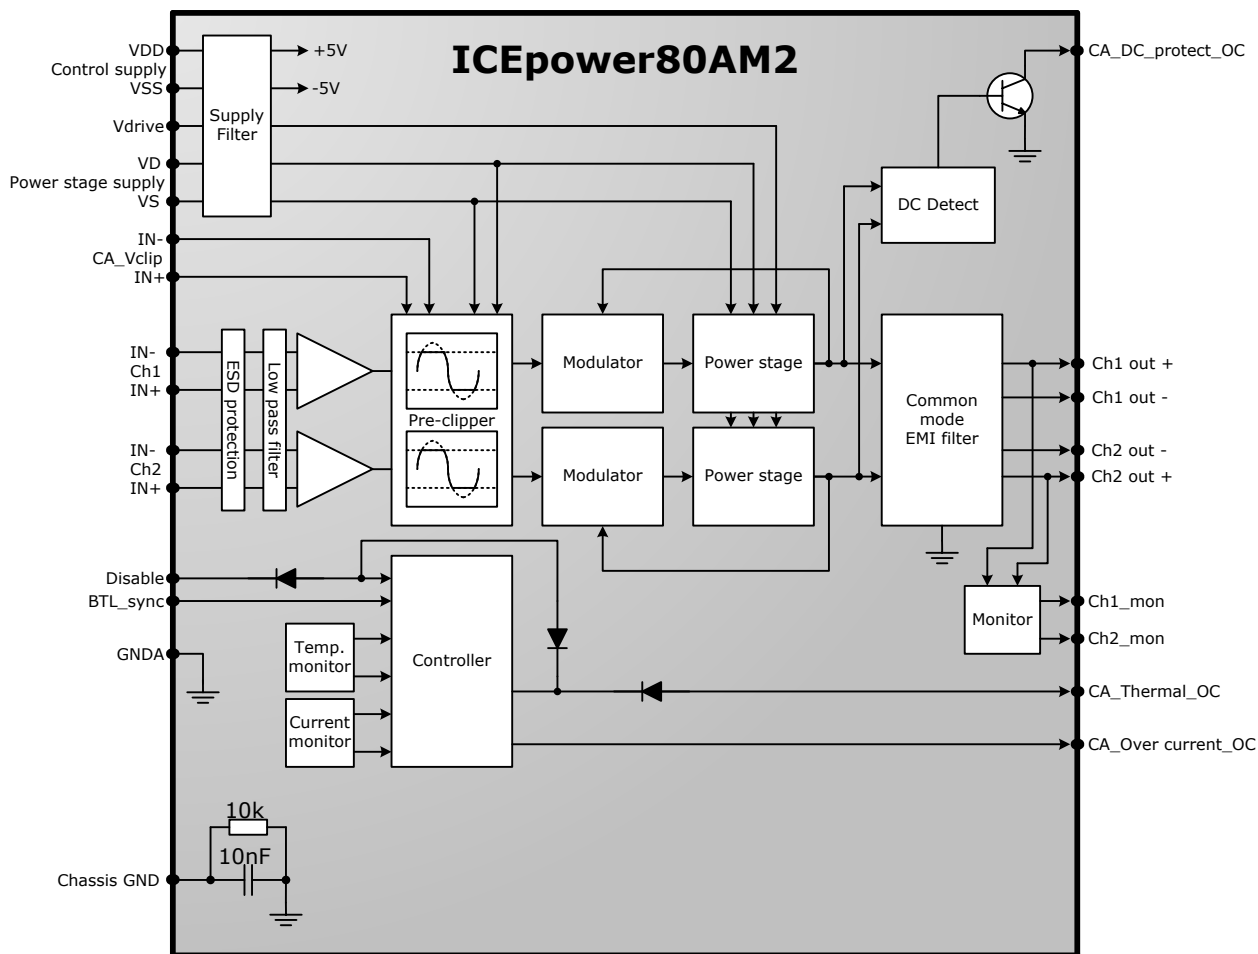 ICEpower80AM2
VDD
Control supply
VSS
Vdrive
VD
Power stage supply
VS
IN-
CA_Vclip
IN+
IN-
Ch1
IN+
IN-
Ch2
IN+
Supply
Filter
+5V
-5V
ESD protection
Low pass filter
Pre-clipper
Modulator
Modulator
Power stage
Power stage
DC Detect
Common
mode
EMI filter
CA_DC_protect_OC
Ch1 out +
Ch1 out -
Ch2 out -
Ch2 out +
Disable
BTL_sync
GNDA
Temp.
monitor
Current
monitor
Controller
Monitor
Ch1_mon
Ch2_mon
CA_Thermal_OC
CA_Over current_OC
10k
10nF
Chassis GND